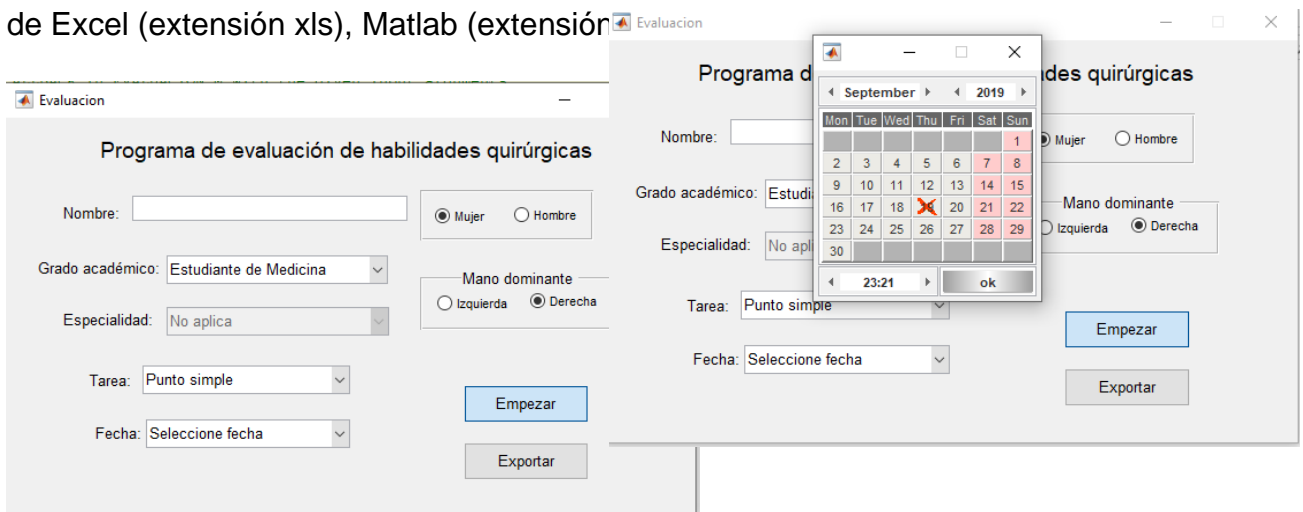 de Excel (extensión xls), Matlab (extensión
Evaluacion
Programa de evaluación de habilidades quirúrgicas
Nombre:
Mujer Hombre
Grado académico: Estudiante de Medicina
Mano dominante
Izquierda Derecha
Especialidad: No aplica
Tarea: Punto simple
Empezar
Fecha: Seleccione fecha
Exportar
Evaluacion
Programa d
des quirúrgicas
Nombre:
Mujer Hombre
Grado académico: Estudi
Mano dominante
Izquierda Derecha
Especialidad: No apli
Tarea: Punto simple
Empezar
Fecha: Seleccione fecha
Exportar
September 2019
Mon Tue Wed Thu Fri Sat Sun
1
2 3 4 5 6 7 8
9 10 11 12 13 14 15
16 17 18 20 21 22
23 24 25 26 27 28 29
30
23:21 ok